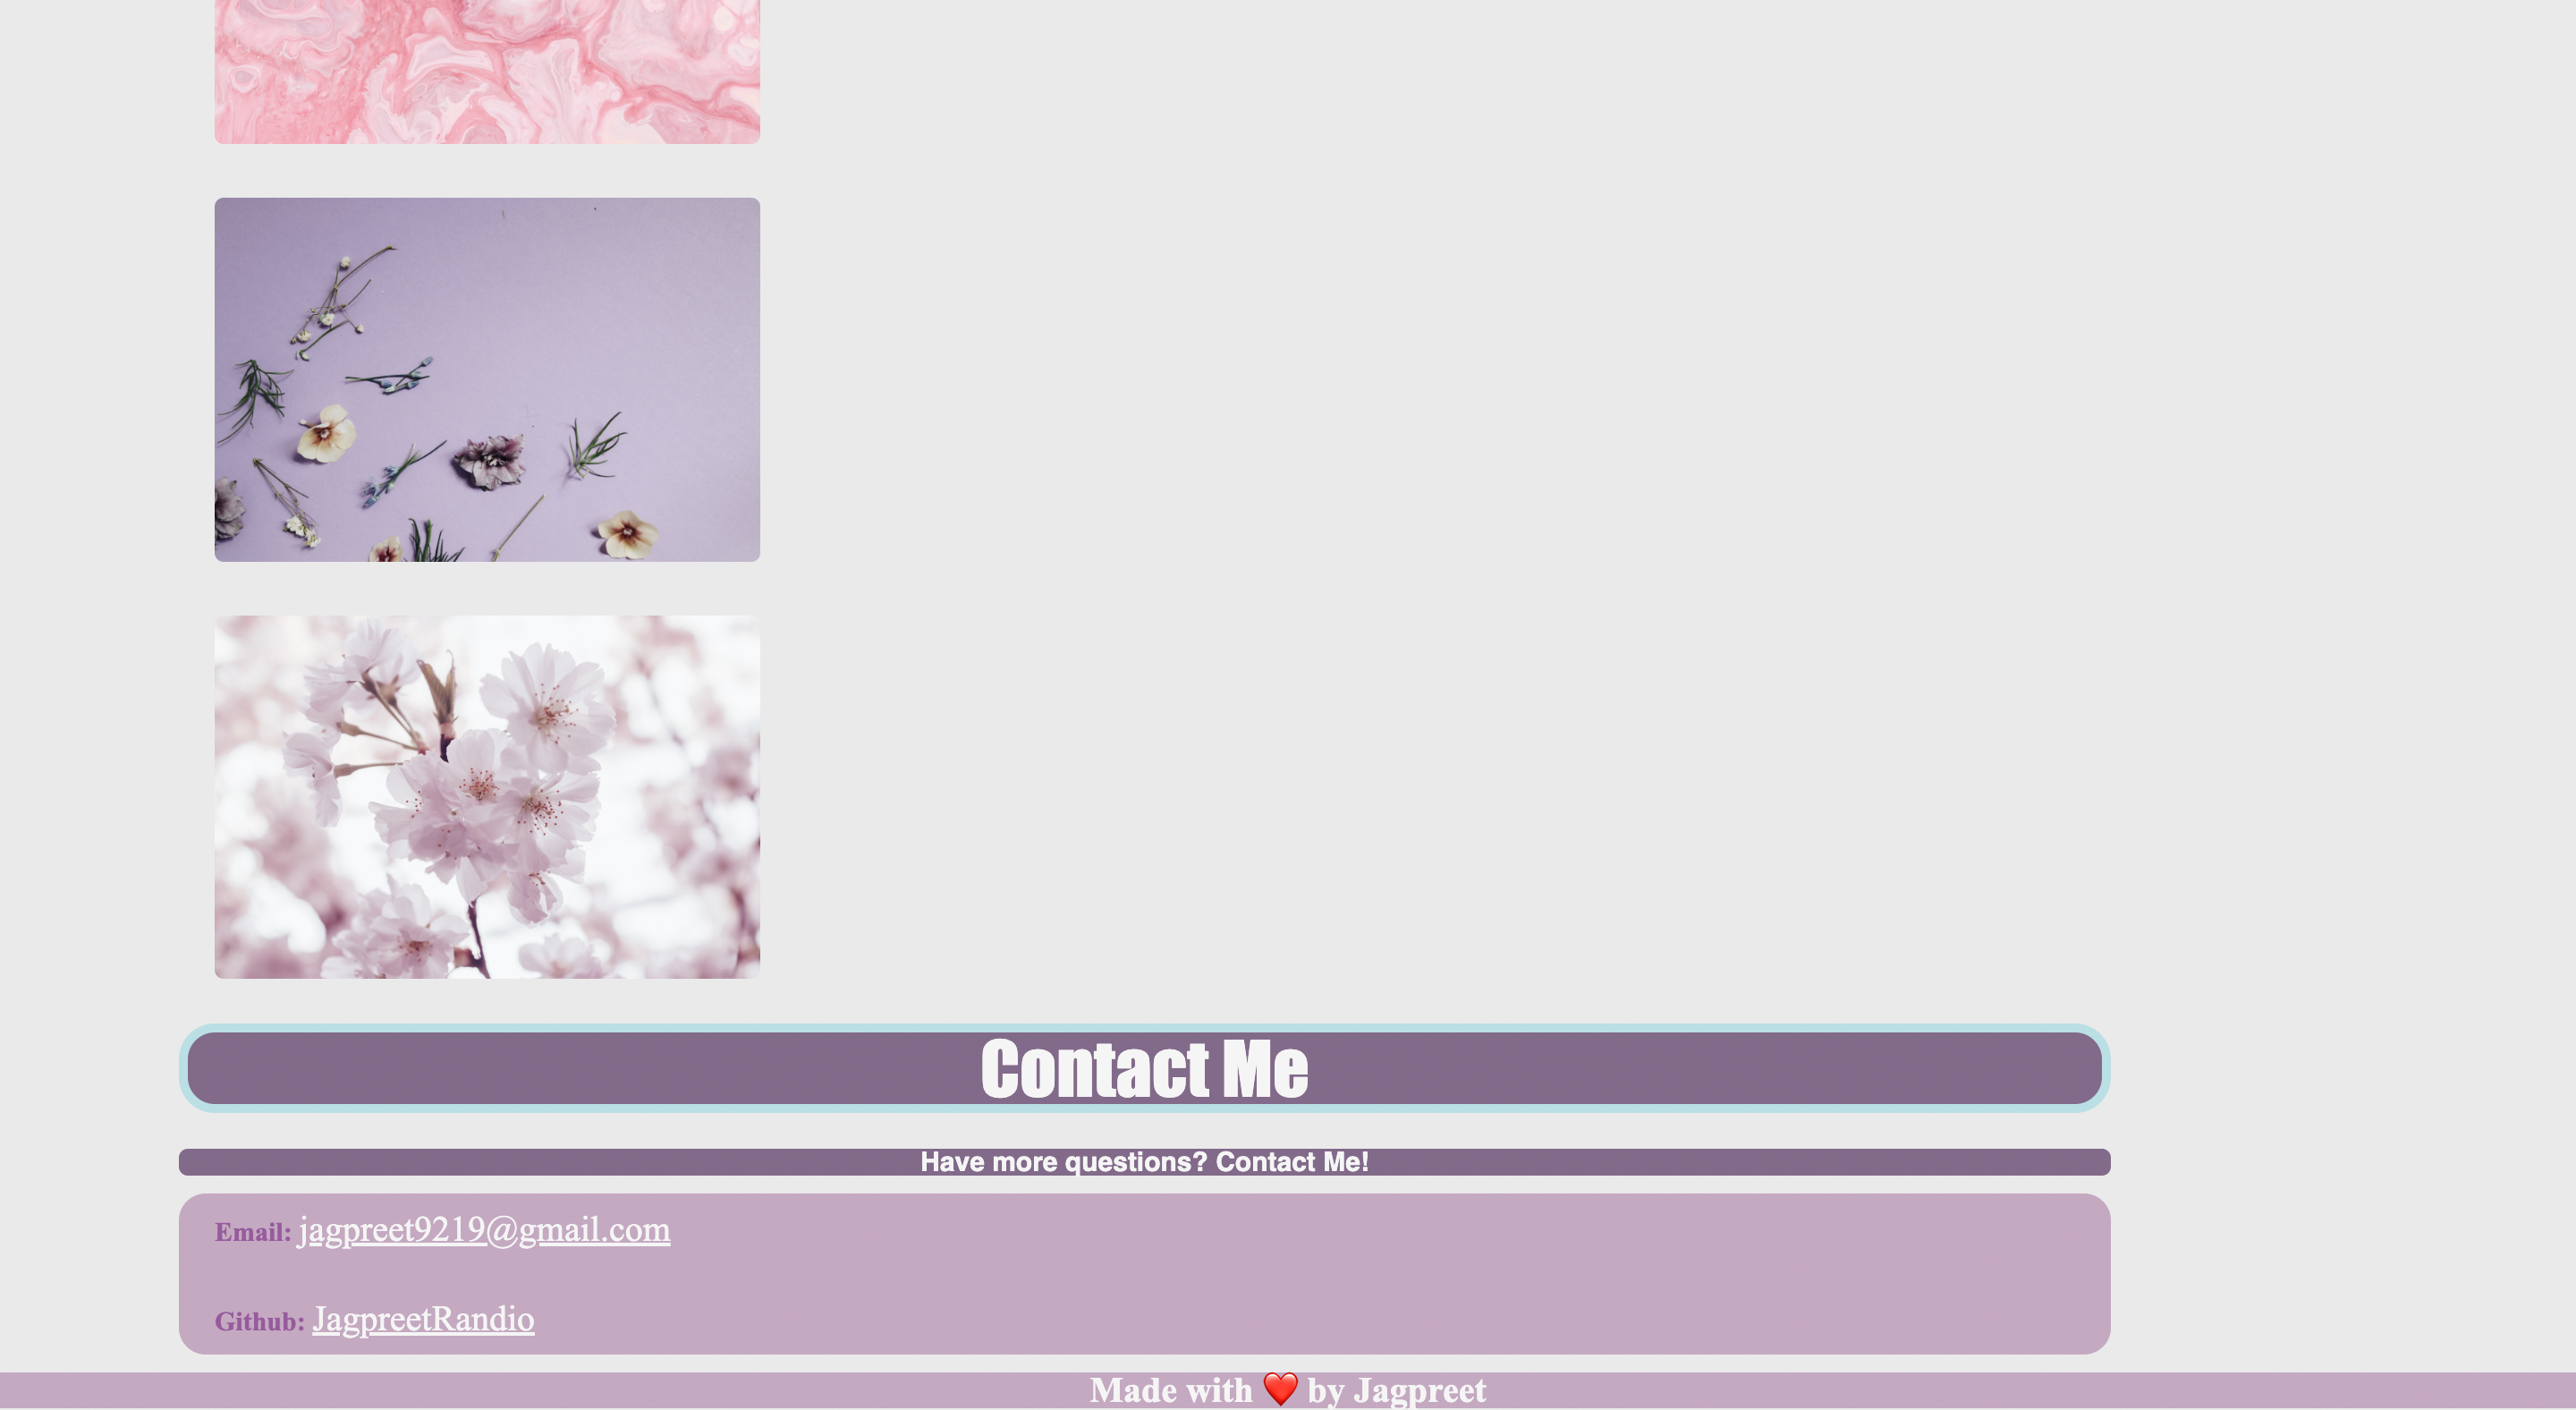 Contact Me
Have more questions? Contact Me!
Email: jagpreet9219@gmail.com
Github: JagpreetRandio
Made with ❤️ by Jagpreet